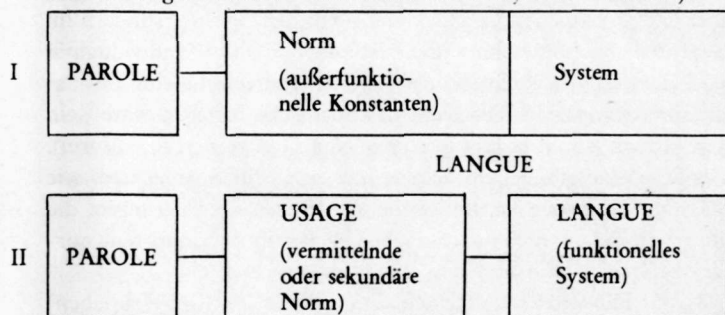 I PAROLE
Norm
(außerfunktio-
nelle Konstanten)
System
LANGUE
II PAROLE
USAGE
(vermittelnde
oder sekundäre
Norm)
LANGUE
(funktionelles
System)